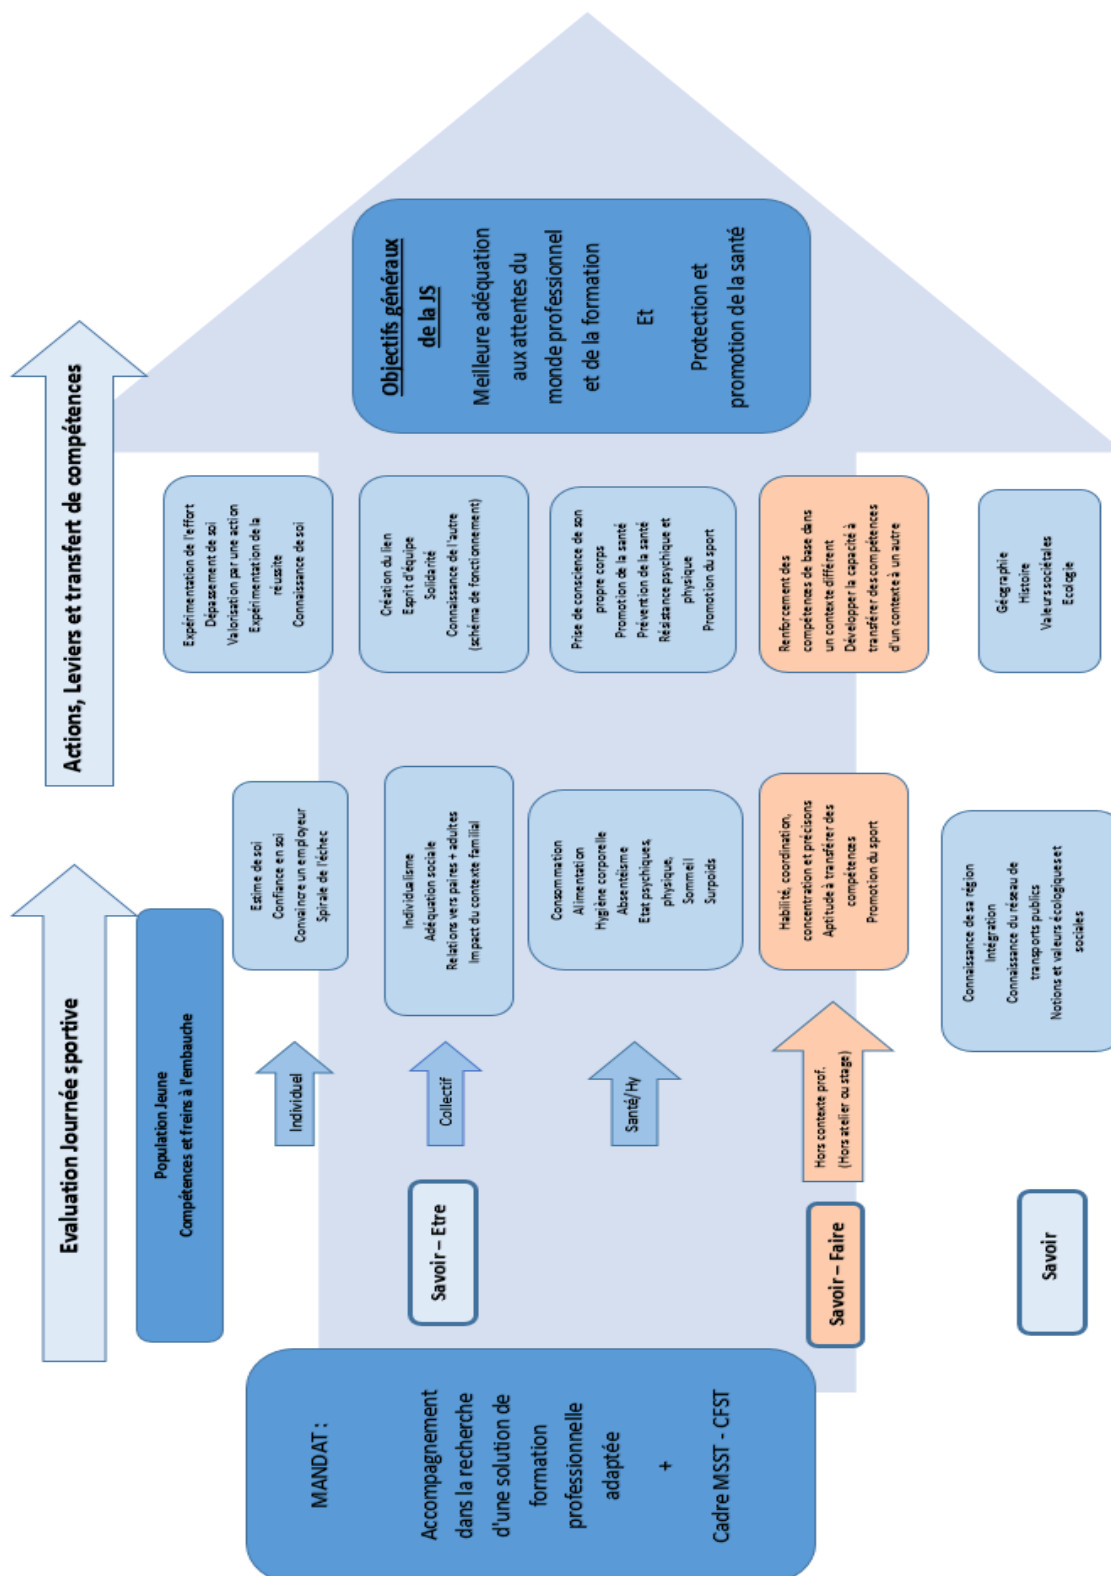 Evaluation Journée sportive
Actions, Leviers et transfert de compétences
Population Jeune
Compétences et freins à l'embauche
MANDAT :
Accompagnement
dans la recherche
d'une solution de
formation
professionnelle
adaptée
+
Cadre MSST - CFST
Savoir – Etre
Individuel
Estime de soi
Confiance en soi
Convaincre un employeur
Spirale de l'échec
Expérimentation de l'effort
Dépassement de soi
Valorisation par une action
Expérimentation de la
réussite
Connaissance de soi
Collectif
Individualisme
Adéquation sociale
Relations vers paires + adultes
Impact du contexte familial
Création du lien
Esprit d'équipe
Solidarité
Connaissance de l'autre
(schéma de fonctionnement)
Santé/Hy
Consommation
Alimentation
Hygiène corporelle
Absentéisme
Etat psychiques,
physique,
Sommeil
Surpoids
Prise de conscience de son
propre corps
Promotion de la santé
Prévention de la santé
Résistance psychique et
physique
Promotion du sport
Savoir – Faire
Hors contexte prof.
(Hors atelier ou stage)
Habilité, coordination,
concentration et précisons
Aptitude à transférer des
compétences
Promotion du sport
Renforcement des
compétences de base dans
un contexte différent
Développer la capacité à
transférer des compétences
d'un contexte à un autre
Savoir
Connaissance de sa région
Intégration
Connaissance du réseau de
transports publics
Notions et valeurs écologiques et
sociales
Géographie
Histoire
Valeurs sociétales
Ecologie
Objectifs généraux
de la JS
Meilleure adéquation
aux attentes du
monde professionnel
et de la formation
Et
Protection et
promotion de la santé